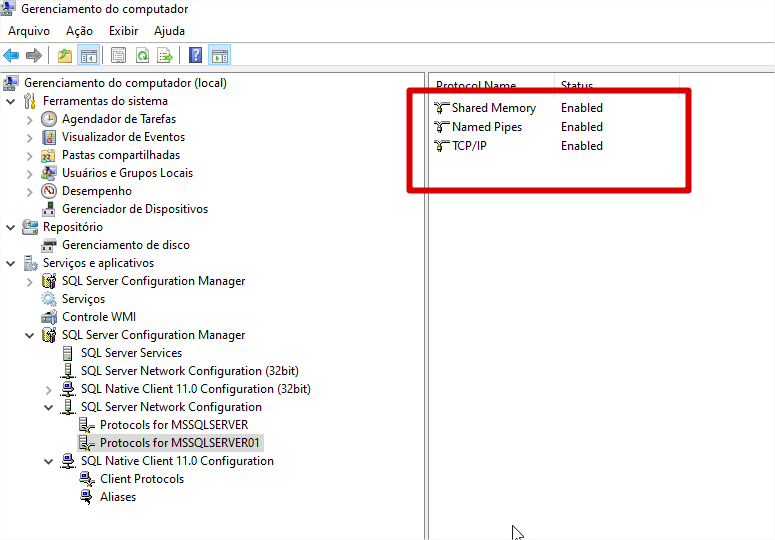 Gerenciamento do computador
Arquivo Ação Exibir Ajuda
Gerenciamento do computador (local)
Ferramentas do sistema
Agendador de Tarefas
Visualizador de Eventos
Pastas compartilhadas
Usuários e Grupos Locais
Desempenho
Gerenciador de Dispositivos
Repositório
Gerenciamento de disco
Serviços e aplicativos
SQL Server Configuration Manager
Serviços
Controle WMI
SQL Server Configuration Manager
SQL Server Services
SQL Server Network Configuration (32bit)
SQL Native Client 11.0 Configuration (32bit)
SQL Server Network Configuration
Protocols for MSSQLSERVER
Protocols for MSSQLSERVER01
SQL Native Client 11.0 Configuration
Client Protocols
Aliases
Protocol Name Status
Shared Memory Enabled
Named Pipes Enabled
TCP/IP Enabled